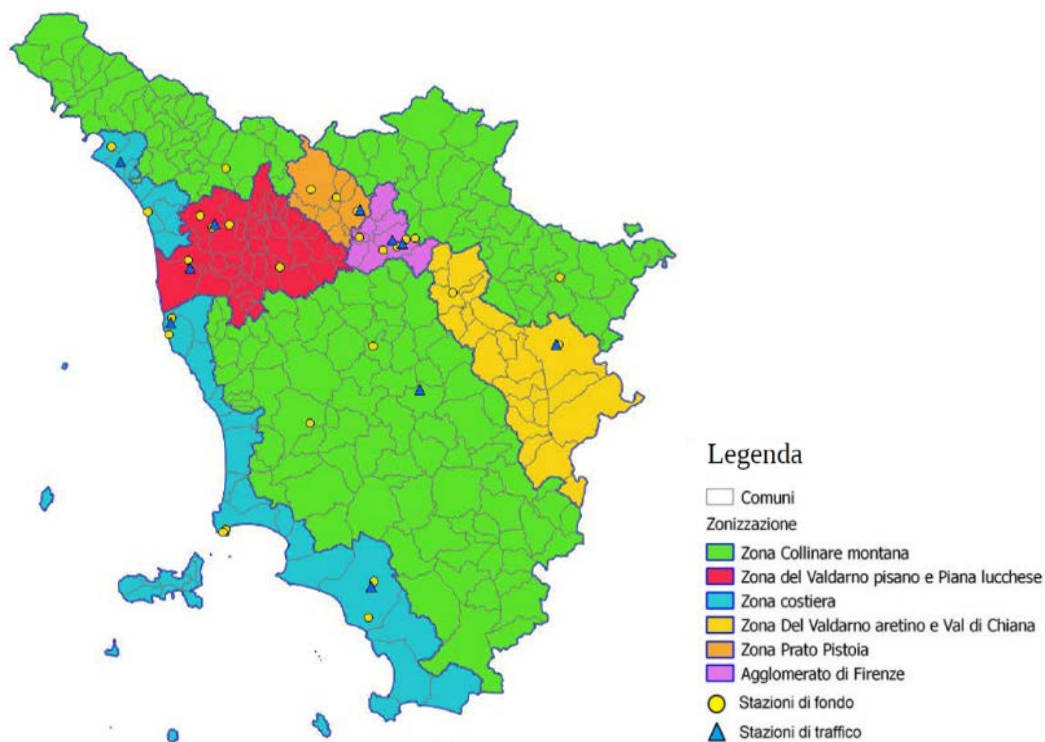 Legenda
Comuni
Zonizzazione
Zona Collinare montana
Zona del Valdarno pisano e Piana lucchese
Zona costiera
Zona Del Valdarno aretino e Val di Chiana
Zona Prato Pistoia
Agglomerato di Firenze
Stazioni di fondo
Stazioni di traffico